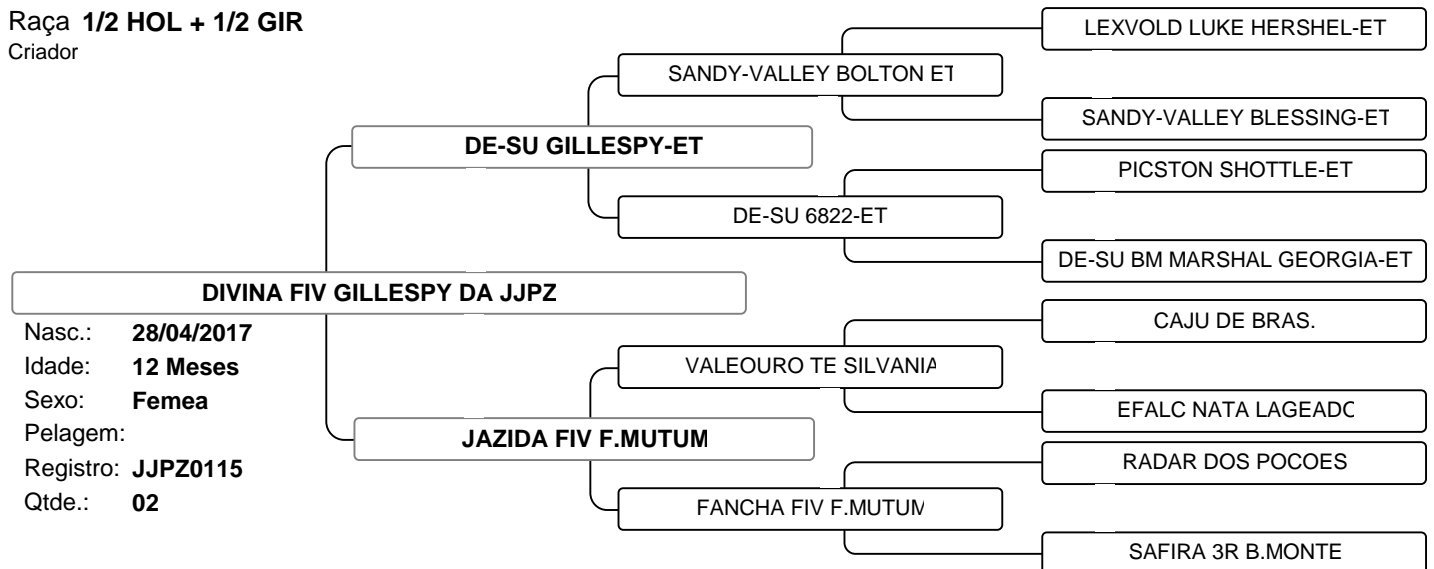 Raça 1/2 HOL + 1/2 GIR
Criador
LEXVOLD LUKE HERSHEL-ET
SANDY-VALLEY BOLTON ET
SANDY-VALLEY BLESSING-ET
DE-SU GILLESPY-ET
PICSTON SHOTTLE-ET
DE-SU 6822-ET
DE-SU BM MARSHAL GEORGIA-ET
DIVINA FIV GILLESPY DA JJPZ
Nasc.: 28/04/2017
Idade: 12 Meses
Sexo: Femea
Pelagem:
Registro: JJPZ0115
Qtde.: 02
CAJU DE BRAS.
VALEOURO TE SILVANIA
EFALC NATA LAGEADO
JAZIDA FIV F.MUTUM
RADAR DOS POCOES
FANCHA FIV F.MUTUM
SAFIRA 3R B.MONTE